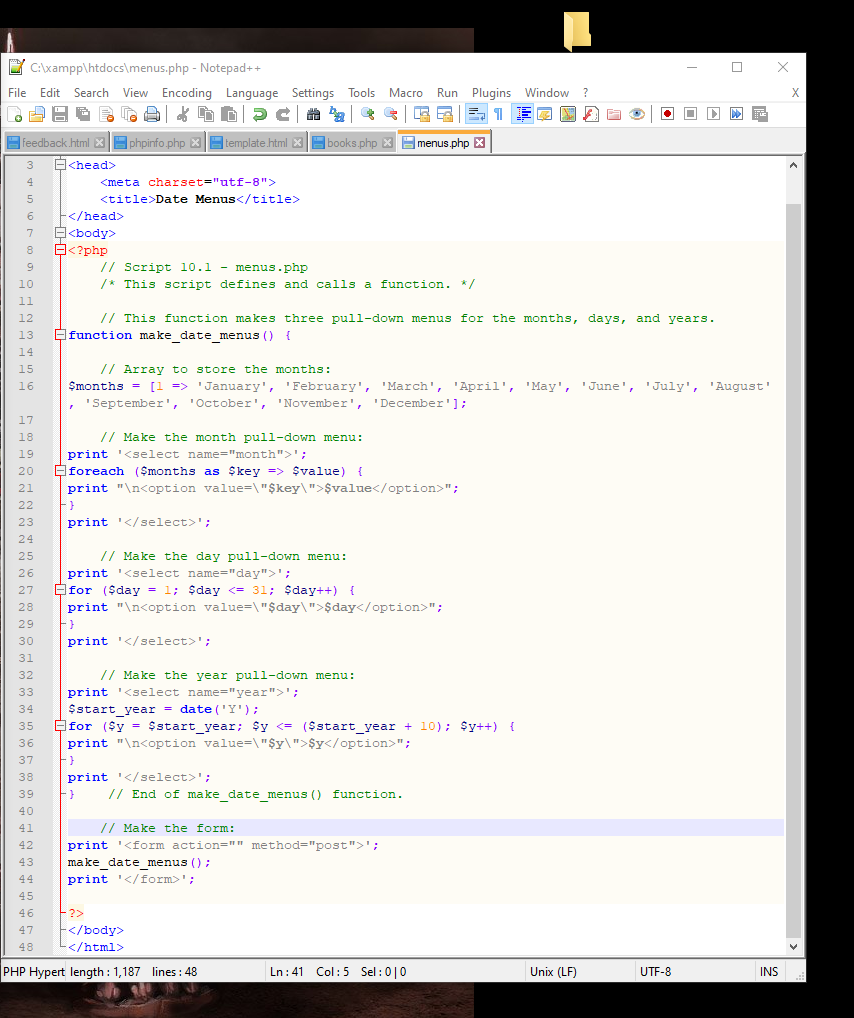 C:\xampp\htdocs\menus.php - Notepad++
File Edit Search View Encoding Language Settings Tools Macro Run Plugins Window ? X
feedback.html phpinfo.php template.html books.php menus.php
3 <head>
4 <meta charset="utf-8">
5 <title>Date Menus</title>
6 </head>
7 <body>
8 <?php
9 // Script 10.1 - menus.php
10 /* This script defines and calls a function. */
11
12 // This function makes three pull-down menus for the months, days, and years.
13 function make_date_menus() {
14
15 // Array to store the months:
16 $months = [1 => 'January', 'February', 'March', 'April', 'May', 'June', 'July', 'August'
, 'September', 'October', 'November', 'December'];
17
18 // Make the month pull-down menu:
19 print '<select name="month">';
20 foreach ($months as $key => $value) {
21 print "\n<option value=\"$key\">$value</option>";
22 }
23 print '</select>';
24
25 // Make the day pull-down menu:
26 print '<select name="day">';
27 for ($day = 1; $day <= 31; $day++) {
28 print "\n<option value=\"$day\">$day</option>";
29 }
30 print '</select>';
31
32 // Make the year pull-down menu:
33 print '<select name="year">';
34 $start_year = date('Y');
35 for ($y = $start_year; $y <= ($start_year + 10); $y++) {
36 print "\n<option value=\"$y\">$y</option>";
37 }
38 print '</select>';
39 } // End of make_date_menus() function.
40
41 // Make the form:
42 print '<form action="" method="post">';
43 make_date_menus();
44 print '</form>';
45
46 ?>
47 </body>
48 </html>
PHP Hypert length : 1,187 lines : 48 Ln : 41 Col : 5 Sel : 0 | 0 Unix (LF) UTF-8 INS